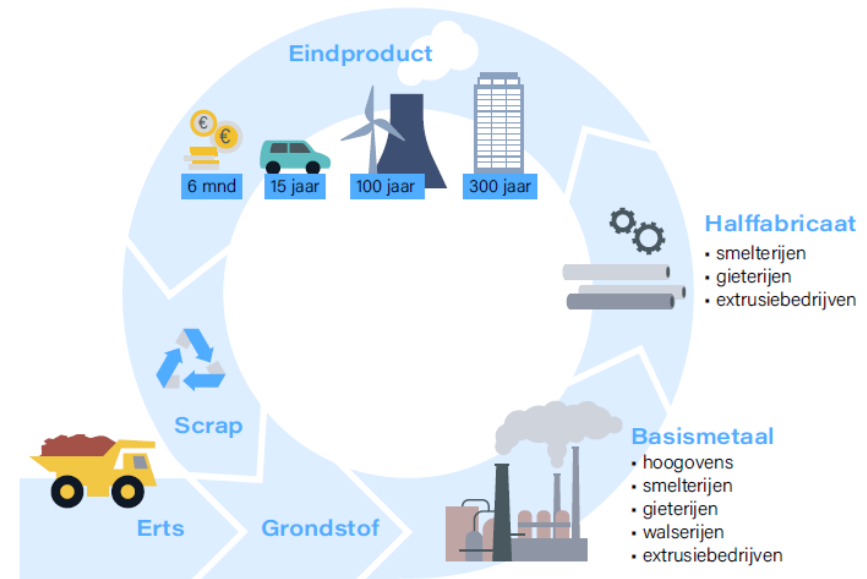 Eindproduct
€
€
6 mnd
15 jaar
100 jaar
300 jaar
Halffabricaat
▪ smelterijen
▪ gieterijen
▪ extrusiebedrijven
Scrap
Basismetaal
▪ hoogovens
▪ smelterijen
▪ gieterijen
▪ walserijen
▪ extrusiebedrijven
Erts
Grondstof